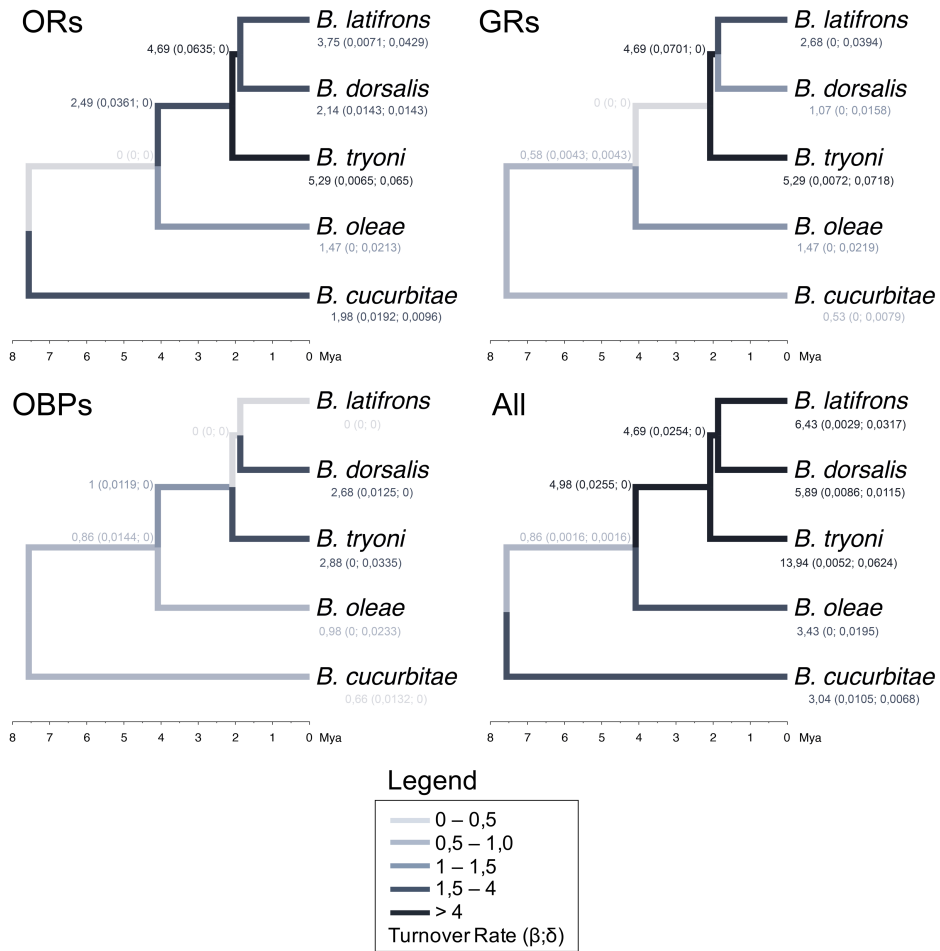 ORs
B. latifrons
3,75 (0,0071; 0,0429)
4,69 (0,0635; 0)
B. dorsalis
2,14 (0,0143; 0,0143)
2,49 (0,0361; 0)
B. tryoni
5,29 (0,0065; 0,065)
0 (0; 0)
B. oleae
1,47 (0; 0,0213)
B. cucurbitae
1,98 (0,0192; 0,0096)
8 7 6 5 4 3 2 1 0 Mya
GRs
B. latifrons
2,68 (0; 0,0394)
4,69 (0,0701; 0)
B. dorsalis
1,07 (0; 0,0158)
0 (0; 0)
B. tryoni
5,29 (0,0072; 0,0718)
0,58 (0,0043; 0,0043)
B. oleae
1,47 (0; 0,0219)
B. cucurbitae
0,53 (0; 0,0079)
8 7 6 5 4 3 2 1 0 Mya
OBPs
B. latifrons
0 (0; 0)
0 (0; 0)
B. dorsalis
2,68 (0,0125; 0)
1 (0,0119; 0)
B. tryoni
2,88 (0; 0,0335)
0,86 (0,0144; 0)
B. oleae
0,98 (0; 0,0233)
B. cucurbitae
0,66 (0,0132; 0)
8 7 6 5 4 3 2 1 0 Mya
All
B. latifrons
6,43 (0,0029; 0,0317)
4,69 (0,0254; 0)
B. dorsalis
5,89 (0,0086; 0,0115)
4,98 (0,0255; 0)
B. tryoni
13,94 (0,0052; 0,0624)
0,86 (0,0016; 0,0016)
B. oleae
3,43 (0; 0,0195)
B. cucurbitae
3,04 (0,0105; 0,0068)
8 7 6 5 4 3 2 1 0 Mya
Legend
0 – 0,5
0,5 – 1,0
1 – 1,5
1,5 – 4
> 4
Turnover Rate (β;δ)